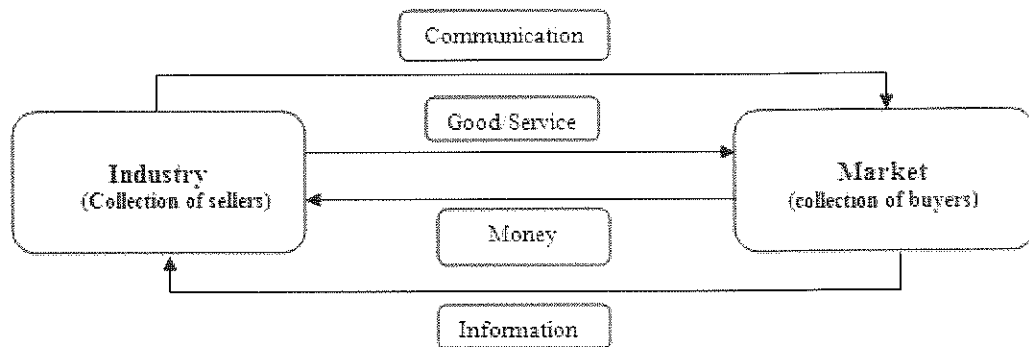 Communication
Good Service
Industry
(Collection of sellers)
Market
(collection of buyers)
Money
Information